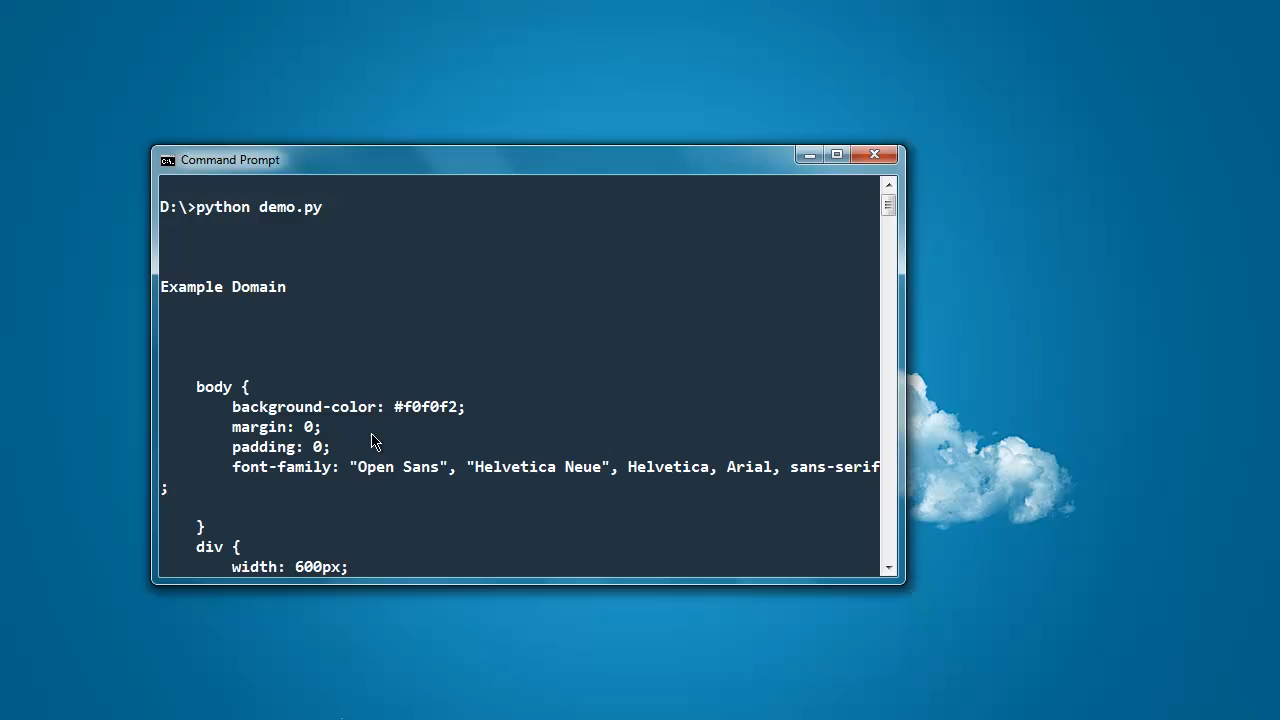 Command Prompt
D:\>python demo.py
Example Domain
body {
background-color: #f0f0f2;
margin: 0;
padding: 0;
font-family: "Open Sans", "Helvetica Neue", Helvetica, Arial, sans-serif
;
}
div {
width: 600px;